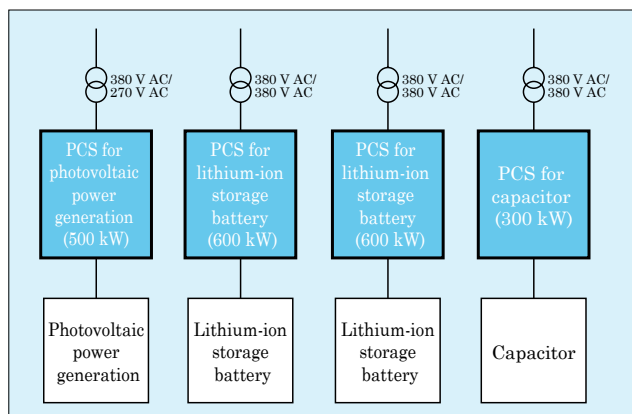 380 V AC/
270 V AC
380 V AC/
380 V AC
380 V AC/
380 V AC
380 V AC/
380 V AC
PCS for
photovoltaic
power
generation
(500 kW)
PCS for
lithium-ion
storage
battery
(600 kW)
PCS for
lithium-ion
storage
battery
(600 kW)
PCS for
capacitor
(300 kW)
Photovoltaic
power
generation
Lithium-ion
storage
battery
Lithium-ion
storage
battery
Capacitor